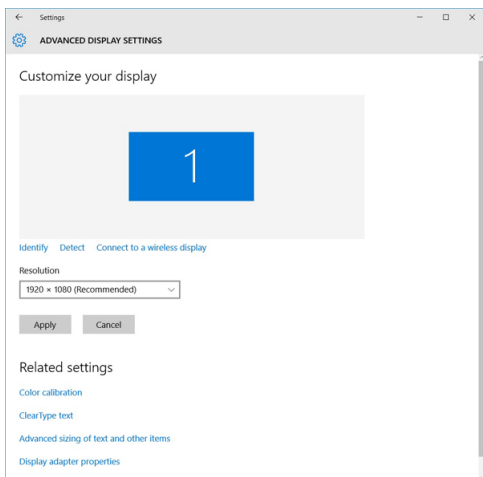 Settings
ADVANCED DISPLAY SETTINGS
Customize your display
1
Identify Detect Connect to a wireless display
Resolution
1920 × 1080 (Recommended)
Apply Cancel
Related settings
Color calibration
ClearType text
Advanced sizing of text and other items
Display adapter properties